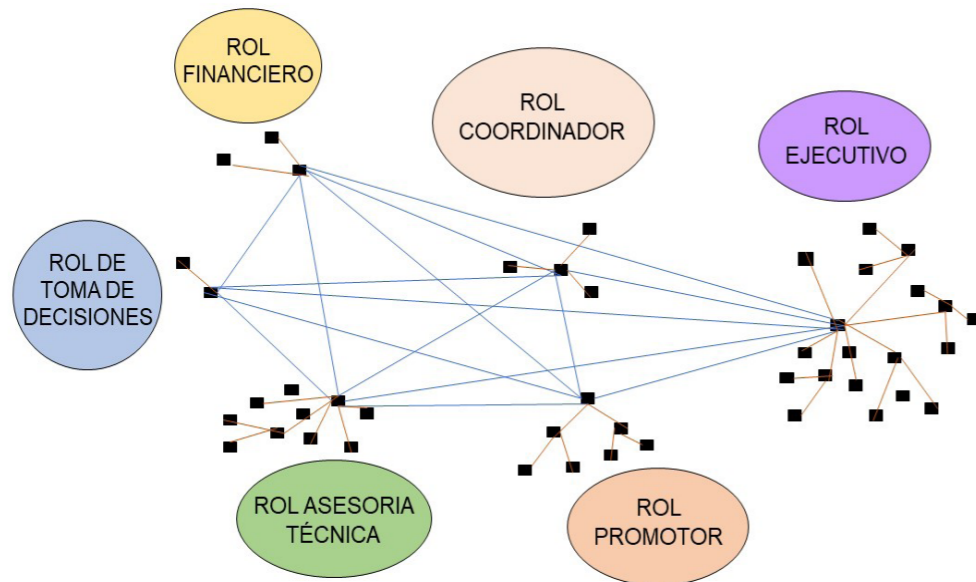 ROL
FINANCIERO
ROL
COORDINADOR
ROL
EJECUTIVO
ROL DE
TOMA DE
DECISIONES
ROL ASESORIA
TÉCNICA
ROL
PROMOTOR